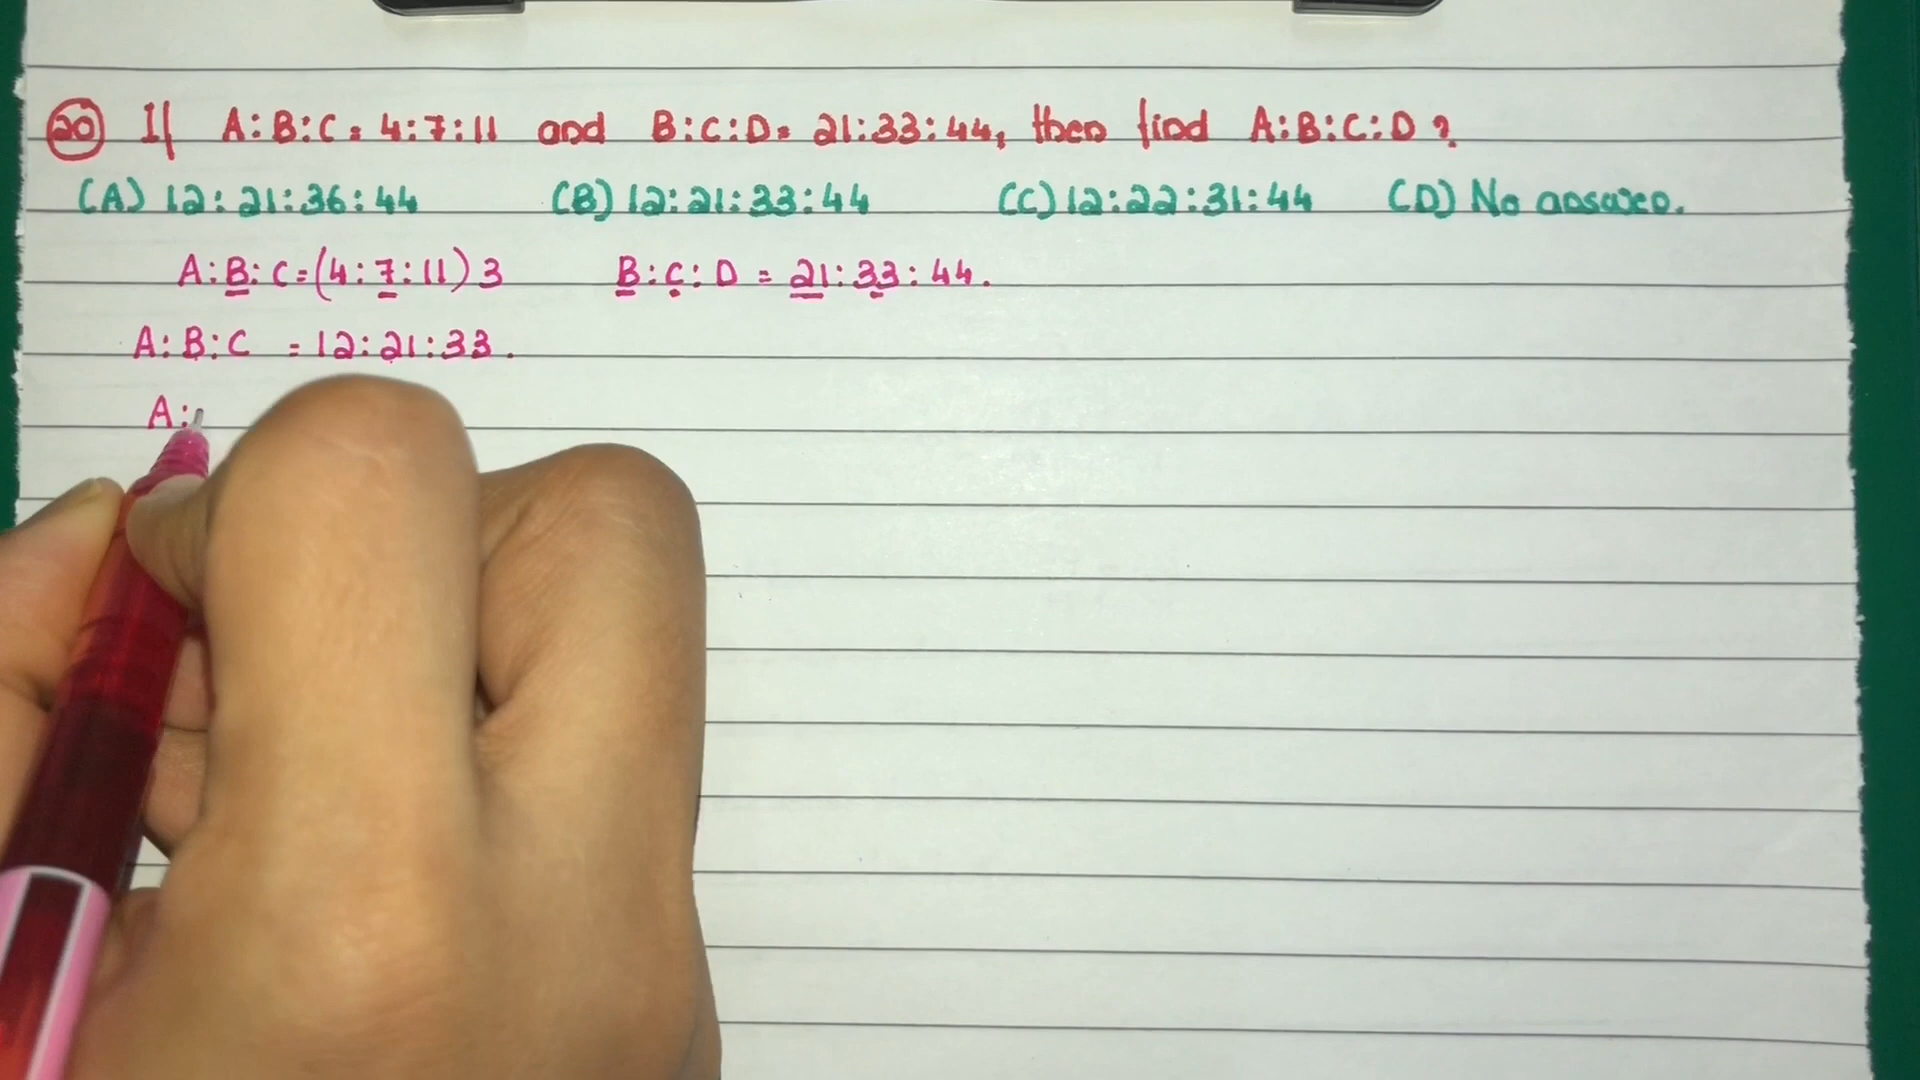 20 If A:B:C = 4:7:11 and B:C:D = 21:33:44, then find A:B:C:D ?
(A) 12:21:36:44 (B) 12:21:33:44 (C) 12:22:31:44 (D) No answer.
A:B:C = (4:7:11) 3 B:C:D = 21:33:44.
A:B:C = 12:21:33.
A: